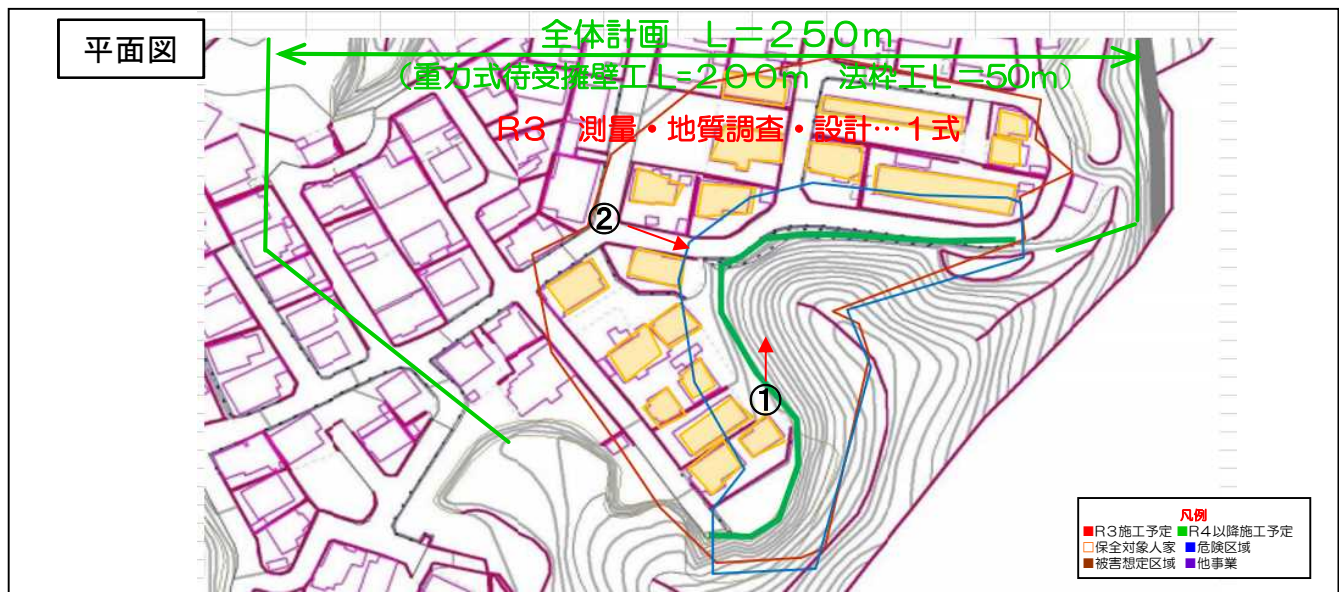 平面図
全体計画 L=250m
(重力式待受擁壁工L=200m 法枠工L=50m)
R3 測量・地質調査・設計…1式
②
①
凡例
■R3施工予定 ■R4以降施工予定
□保全対象人家 ■危険区域
■被害想定区域 ■他事業